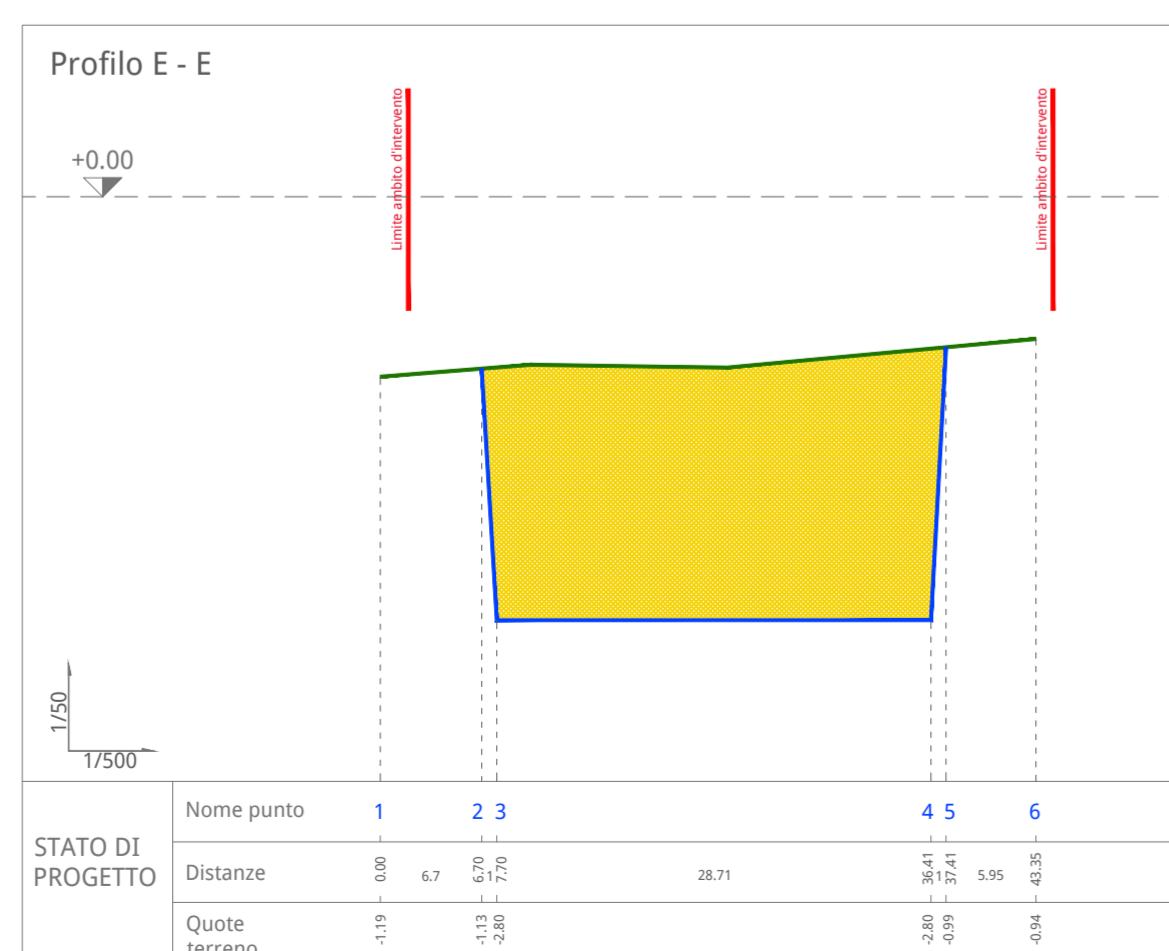 Profilo E - E
+0.00
Limite ambito d'intervento
Limite ambito d'intervento
1/50
1/500
STATO DI
PROGETTO
Nome punto
1 2 3 4 5 6
Distanze
0.00 6.7 6.70 1 7.70 28.71 36.41 1 37.41 5.95 43.35
Quote
terreno
-1.19 -1.13 -2.80 -2.80 -0.99 -0.94